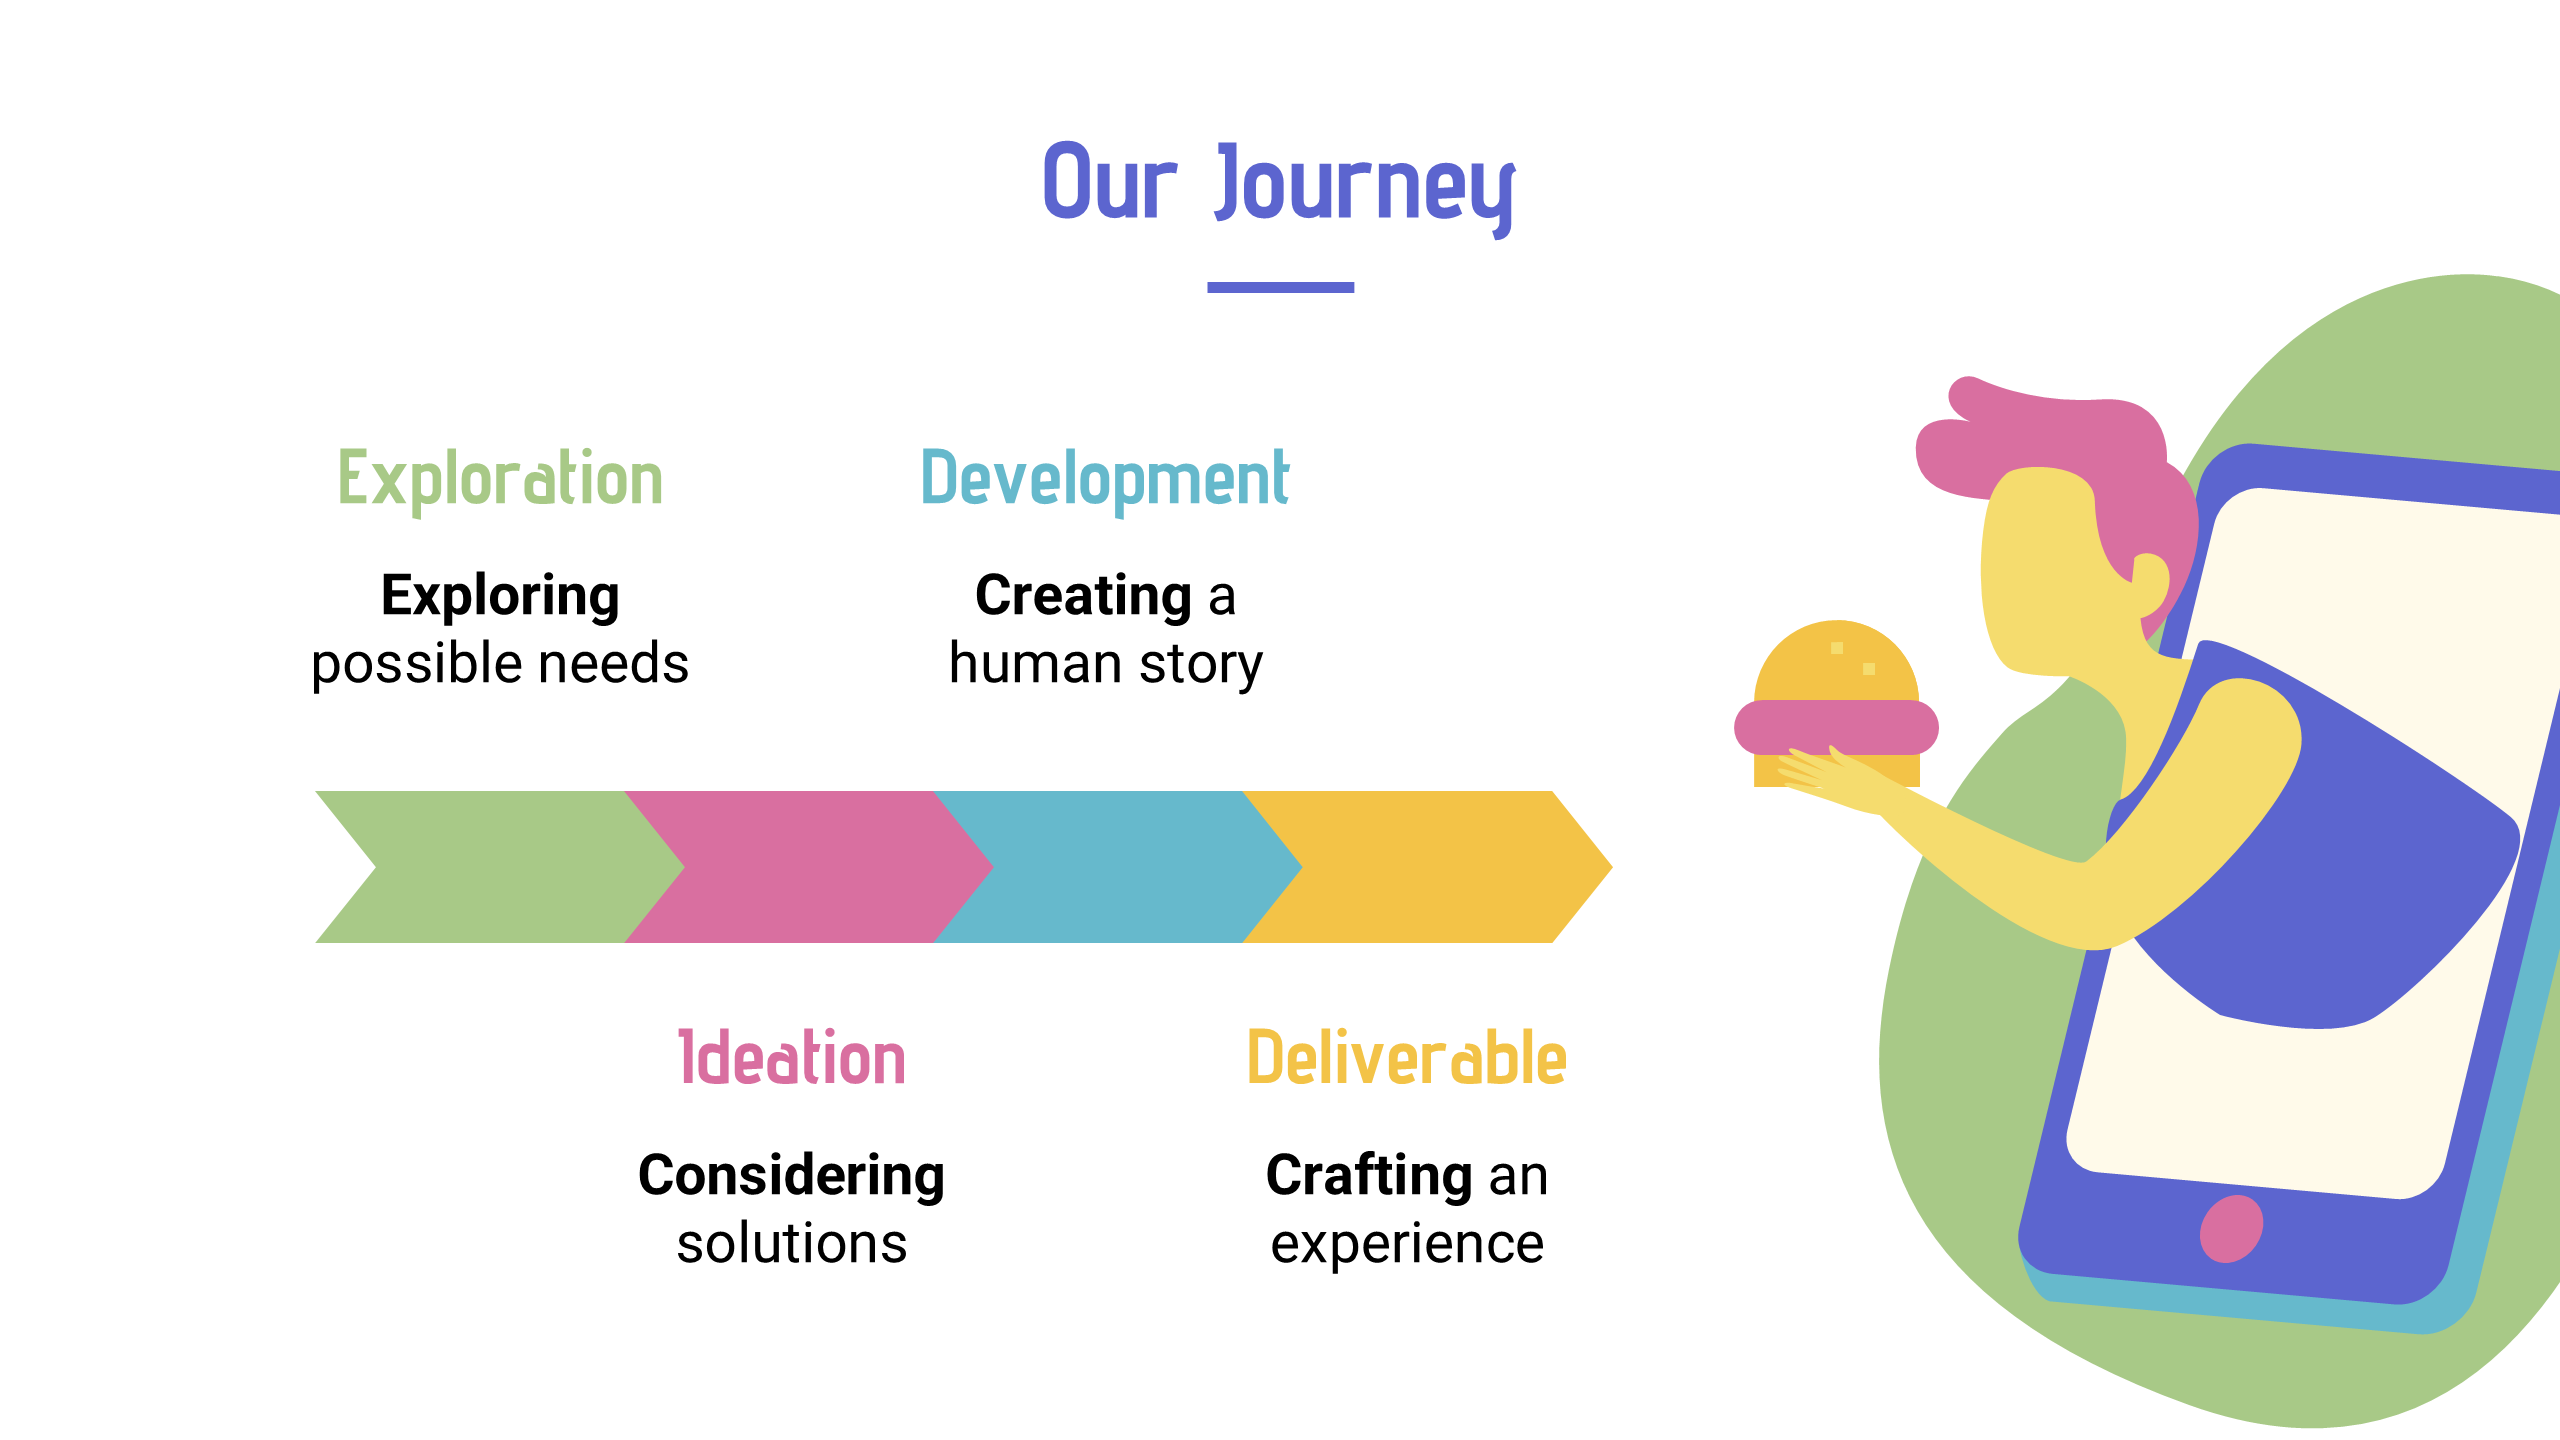 Our Journey
Exploration
Exploring
possible needs
Development
Creating a
human story
Ideation
Considering
solutions
Deliverable
Crafting an
experience